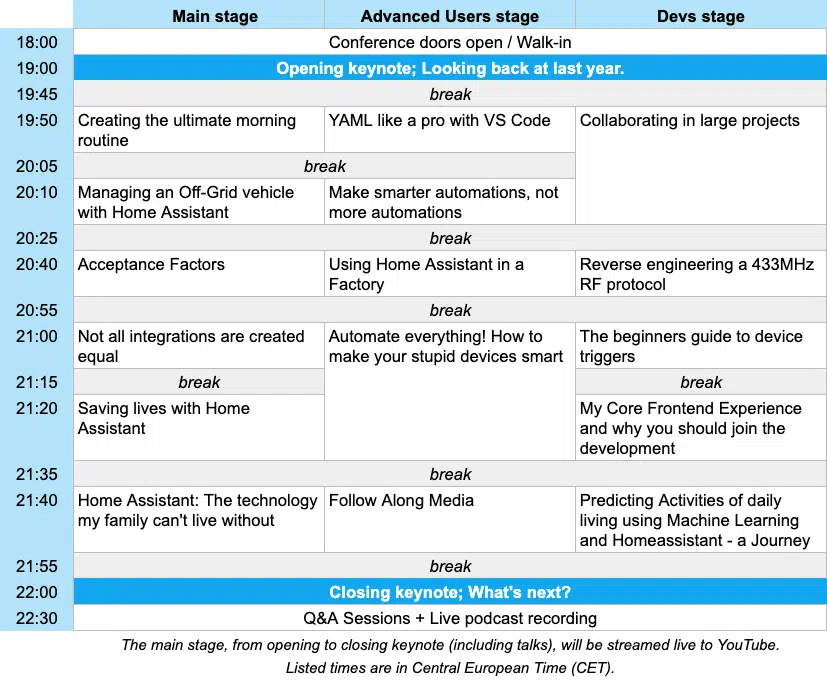 Main stage Advanced Users stage Devs stage
18:00 Conference doors open / Walk-in
19:00 Opening keynote; Looking back at last year.
19:45 break
19:50 Creating the ultimate morning YAML like a pro with VS Code Collaborating in large projects
routine
20:05 break
20:10 Managing an Off-Grid vehicle Make smarter automations, not
with Home Assistant more automations
20:25 break
20:40 Acceptance Factors Using Home Assistant in a Reverse engineering a 433MHz
Factory RF protocol
20:55 break
21:00 Not all integrations are created Automate everything! How to The beginners guide to device
equal make your stupid devices smart triggers
21:15 break break
21:20 Saving lives with Home My Core Frontend Experience
Assistant and why you should join the
development
21:35 break
21:40 Home Assistant: The technology Follow Along Media Predicting Activities of daily
my family can't live without living using Machine Learning
and Homeassistant - a Journey
21:55 break
22:00 Closing keynote; What's next?
22:30 Q&A Sessions + Live podcast recording
The main stage, from opening to closing keynote (including talks), will be streamed live to YouTube.
Listed times are in Central European Time (CET).